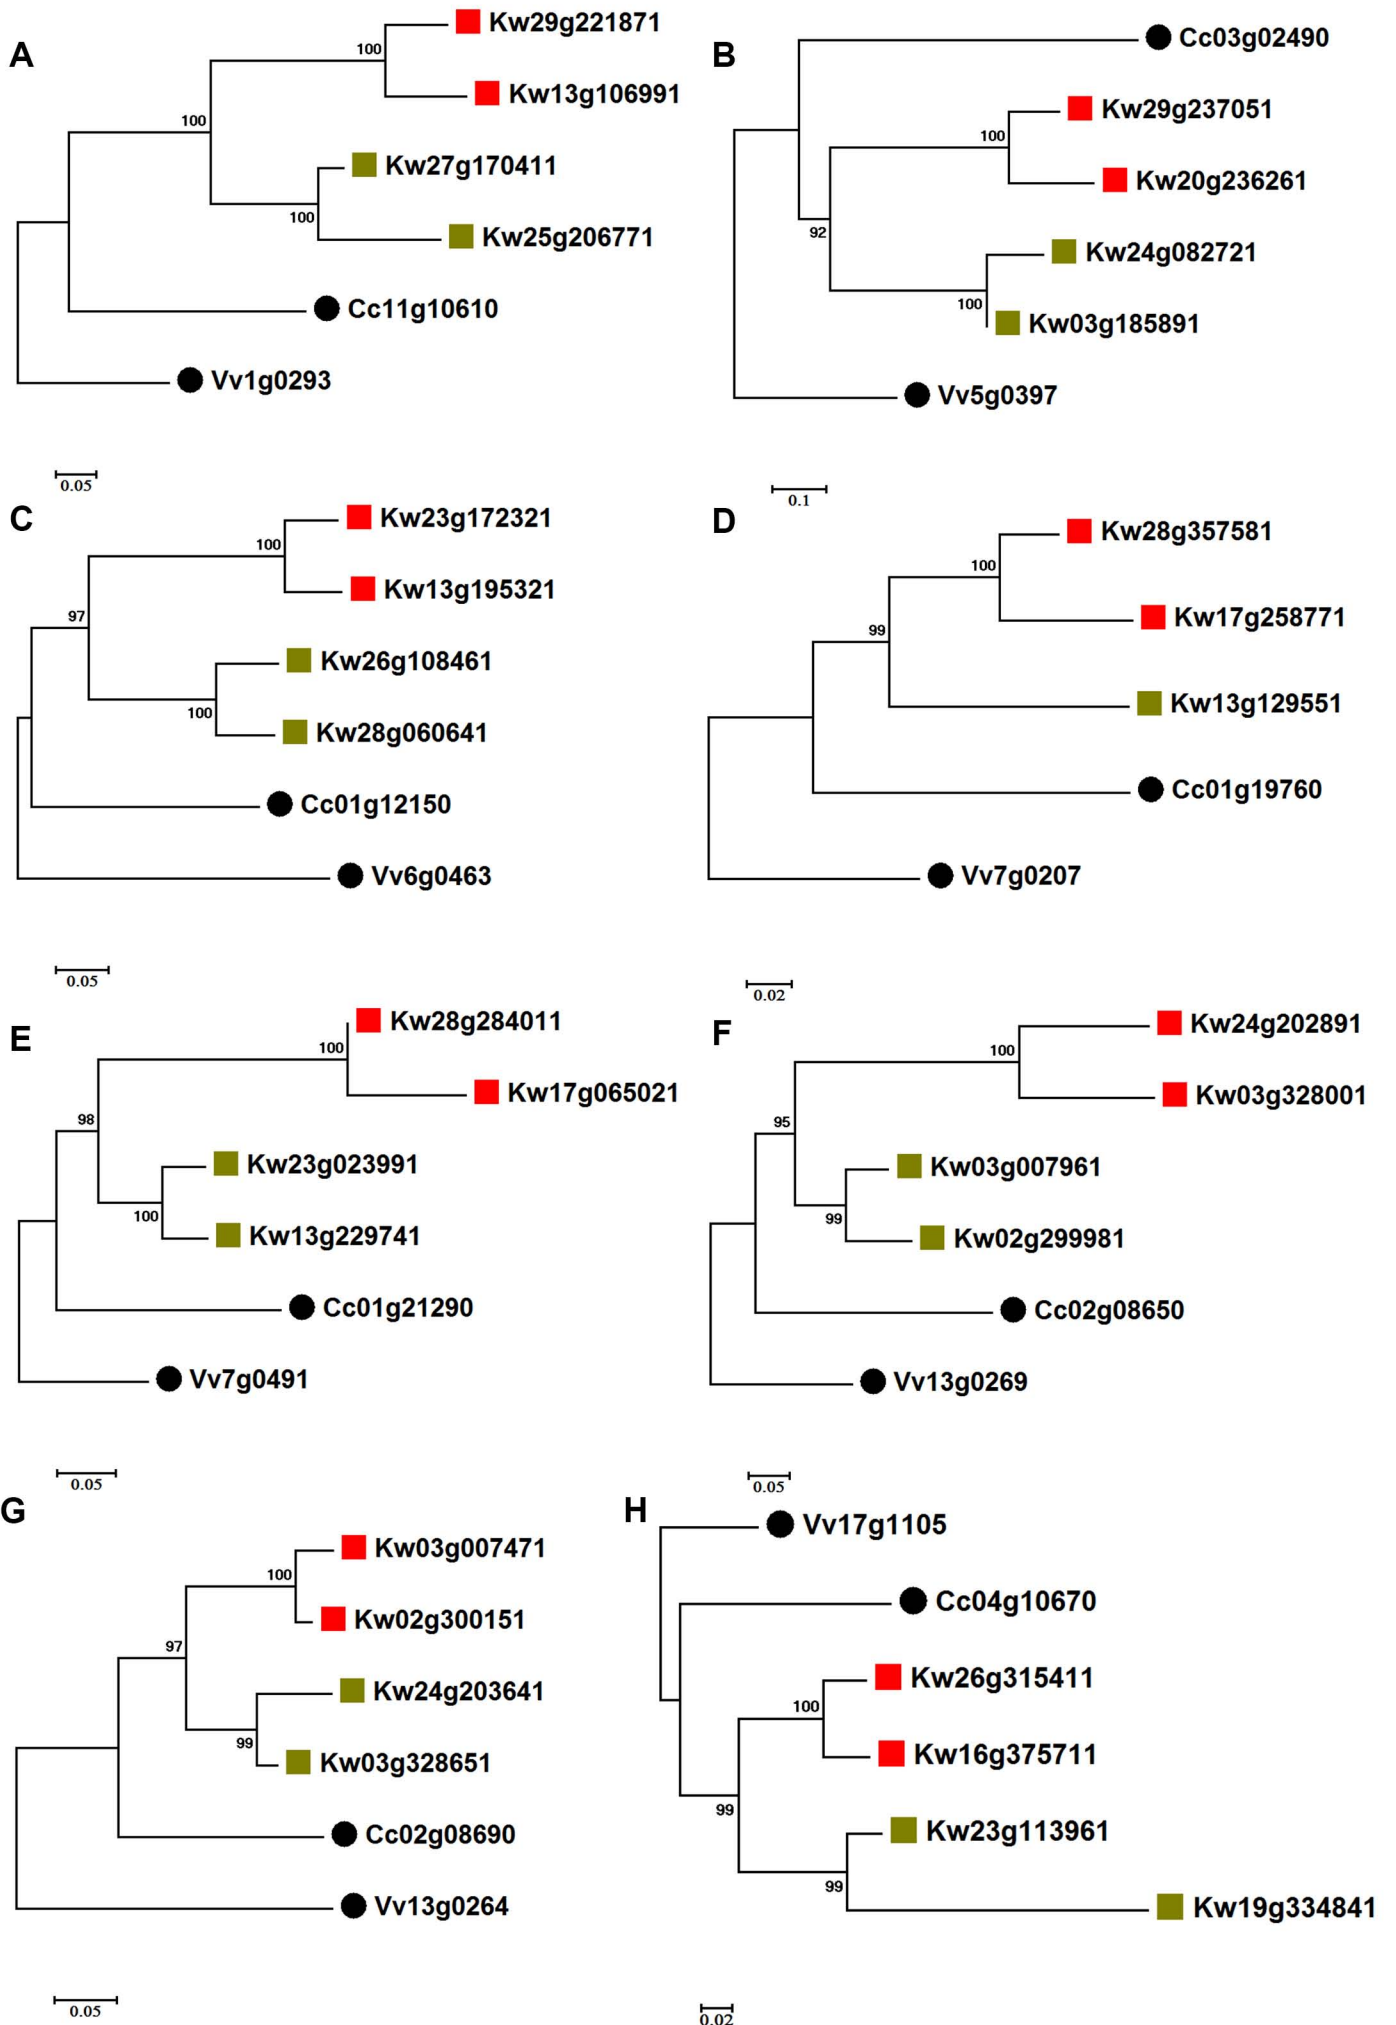 A
Kw29g221871
100
Kw13g106991
100
Kw27g170411
100
Kw25g206771
Cc11g10610
Vv1g0293
0.05
B
Cc03g02490
Kw29g237051
100
Kw20g236261
92
Kw24g082721
100
Kw03g185891
Vv5g0397
0.1
C
Kw23g172321
100
Kw13g195321
97
Kw26g108461
100
Kw28g060641
Cc01g12150
Vv6g0463
0.05
D
Kw28g357581
100
Kw17g258771
99
Kw13g129551
Cc01g19760
Vv7g0207
0.02
E
Kw28g284011
100
Kw17g065021
98
Kw23g023991
100
Kw13g229741
Cc01g21290
Vv7g0491
0.05
F
Kw24g202891
100
Kw03g328001
95
Kw03g007961
99
Kw02g299981
Cc02g08650
Vv13g0269
0.05
G
Kw03g007471
100
Kw02g300151
97
Kw24g203641
99
Kw03g328651
Cc02g08690
Vv13g0264
0.05
H
Vv17g1105
Cc04g10670
Kw26g315411
100
Kw16g375711
99
Kw23g113961
99
Kw19g334841
0.02